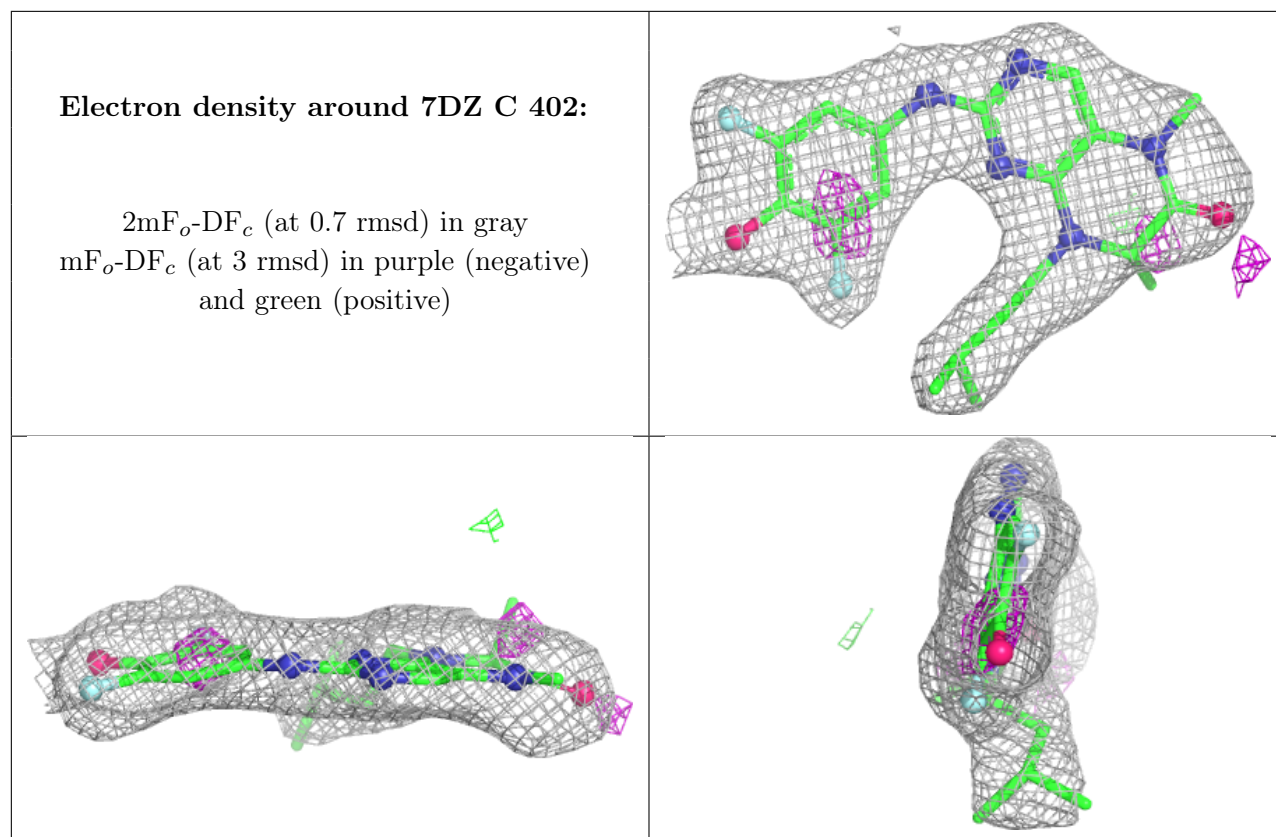 Electron density around 7DZ C 402:
2mFo-DFc (at 0.7 rmsd) in gray
mFo-DFc (at 3 rmsd) in purple (negative)
and green (positive)